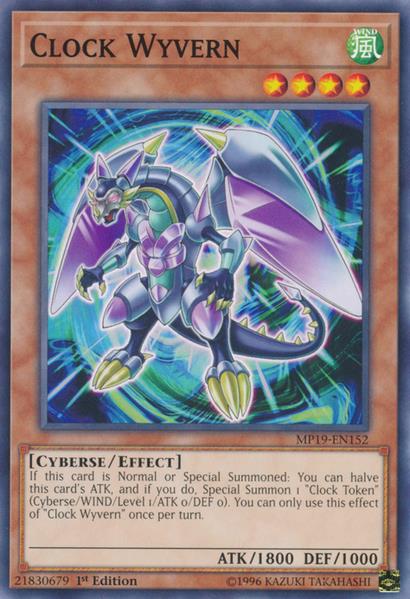 CLOCK WYVERN
WIND
風
MP19-EN152
[CYBERSE/EFFECT]
If this card is Normal or Special Summoned: You can halve
this card's ATK, and if you do, Special Summon 1 "Clock Token"
(Cyberse/WIND/Level 1/ATK 0/DEF 0). You can only use this effect
of "Clock Wyvern" once per turn.
ATK/1800 DEF/1000
21830679 1st Edition ©1996 KAZUKI TAKAHASHI